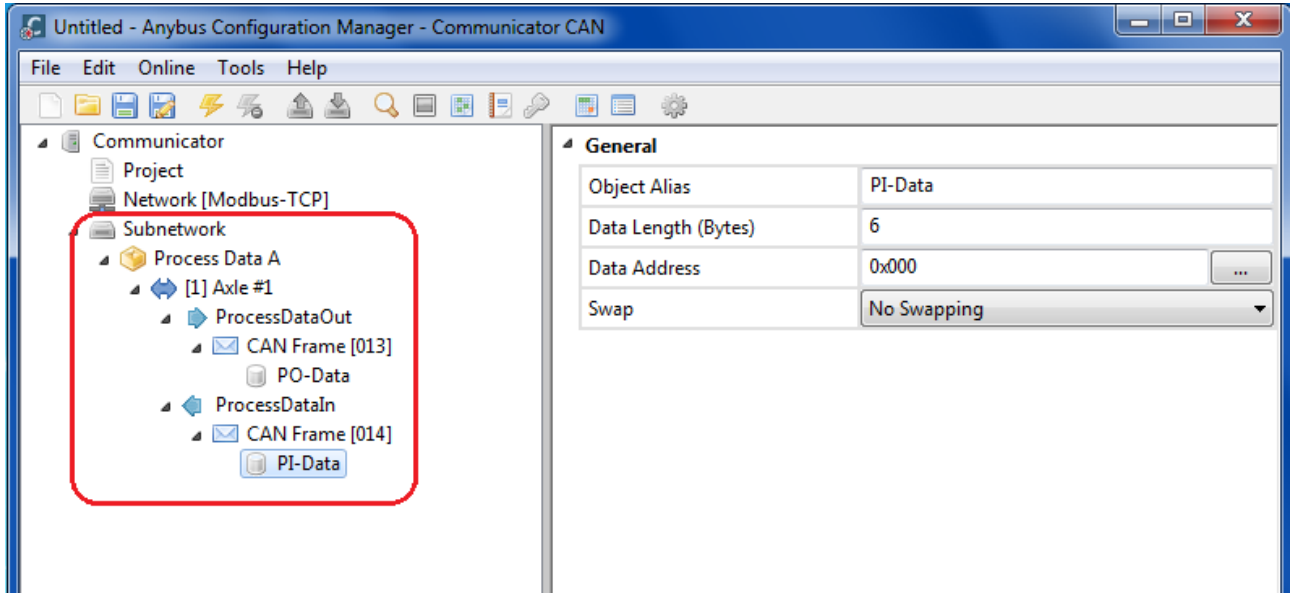 Untitled - Anybus Configuration Manager - Communicator CAN
File Edit Online Tools Help
Communicator
Project
Network [Modbus-TCP]
Subnetwork
Process Data A
[1] Axle #1
ProcessDataOut
CAN Frame [013]
PO-Data
ProcessDataIn
CAN Frame [014]
PI-Data
General
Object Alias PI-Data
Data Length (Bytes) 6
Data Address 0x000 ...
Swap No Swapping